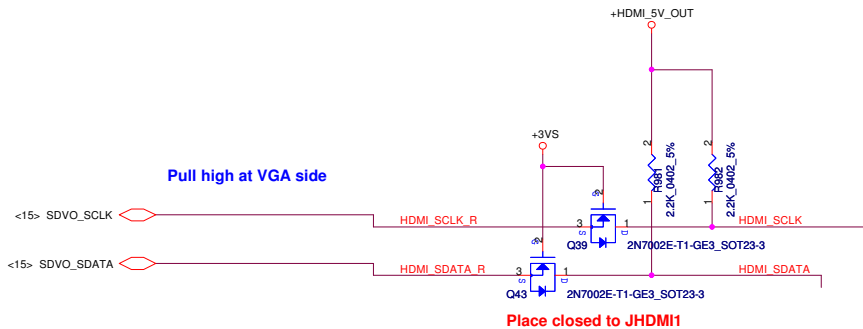 +HDMI_5V_OUT
+3VS
2
R981
2.2K_0402_5%
1
2
R982
2.2K_0402_5%
1
Pull high at VGA side
<15> SDVO_SCLK
HDMI_SCLK_R
3
S
2
G
1
D
HDMI_SCLK
Q39
2N7002E-T1-GE3_SOT23-3
<15> SDVO_SDATA
HDMI_SDATA_R
3
S
2
G
1
D
HDMI_SDATA
Q43
2N7002E-T1-GE3_SOT23-3
Place closed to JHDMI1